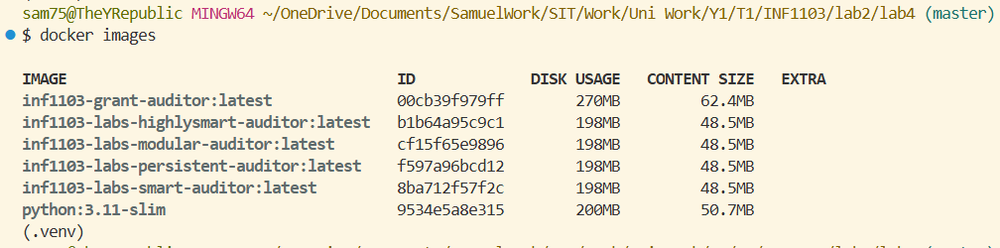 sam75@TheYRepublic MINGW64 ~/OneDrive/Documents/SamuelWork/SIT/Work/Uni Work/Y1/T1/INF1103/lab2/lab4 (master)
$ docker images
IMAGE ID DISK USAGE CONTENT SIZE EXTRA
inf1103-grant-auditor:latest 00cb39f979ff 270MB 62.4MB
inf1103-labs-highlysmart-auditor:latest b1b64a95c9c1 198MB 48.5MB
inf1103-labs-modular-auditor:latest cf15f65e9896 198MB 48.5MB
inf1103-labs-persistent-auditor:latest f597a96bcd12 198MB 48.5MB
inf1103-labs-smart-auditor:latest 8ba712f57f2c 198MB 48.5MB
python:3.11-slim 9534e5a8e315 200MB 50.7MB
(.venv)